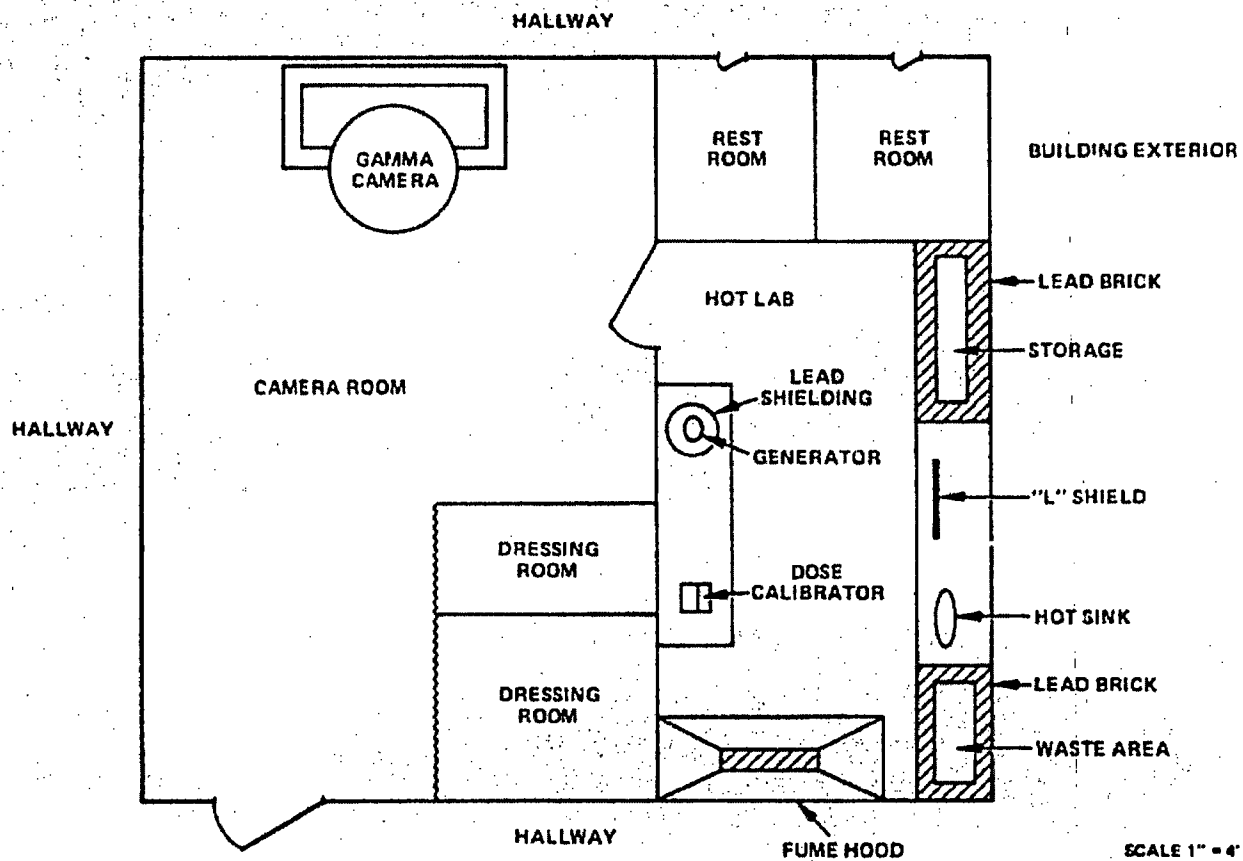 HALLWAY
REST
ROOM
REST
ROOM
BUILDING EXTERIOR
GAMMA
CAMERA
LEAD BRICK
HOT LAB
STORAGE
CAMERA ROOM
LEAD
SHIELDING
HALLWAY
GENERATOR
"L" SHIELD
DRESSING
ROOM
DOSE
CALIBRATOR
HOT SINK
LEAD BRICK
DRESSING
ROOM
WASTE AREA
HALLWAY
FUME HOOD
SCALE 1" = 4'